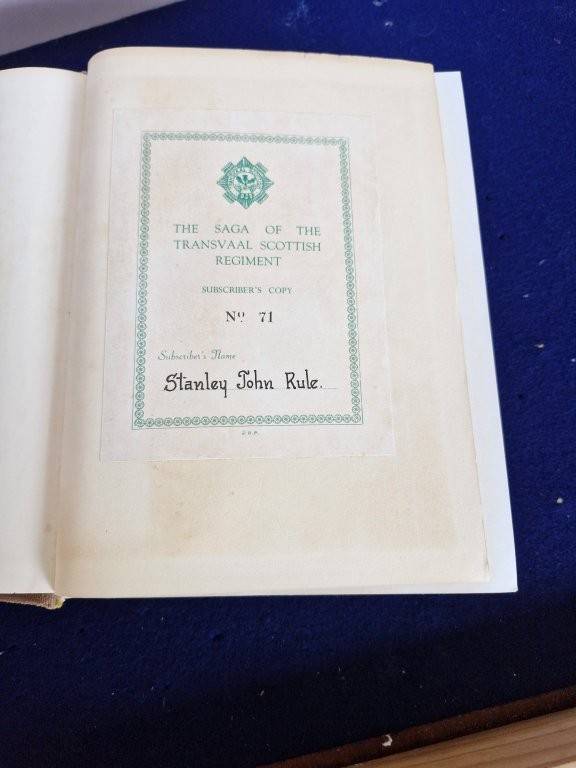 THE SAGA OF THE
TRANSVAAL SCOTTISH
REGIMENT
SUBSCRIBER'S COPY
Nº 71
Subscriber's Name
Stanley John Rule.